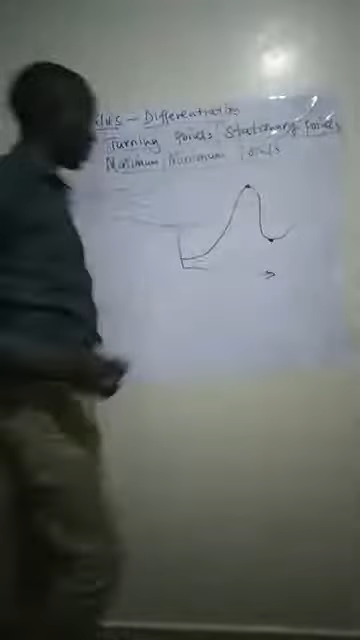 lus - Differentiation
Turning Points / Stationary Points
Maximum / Minimum Points